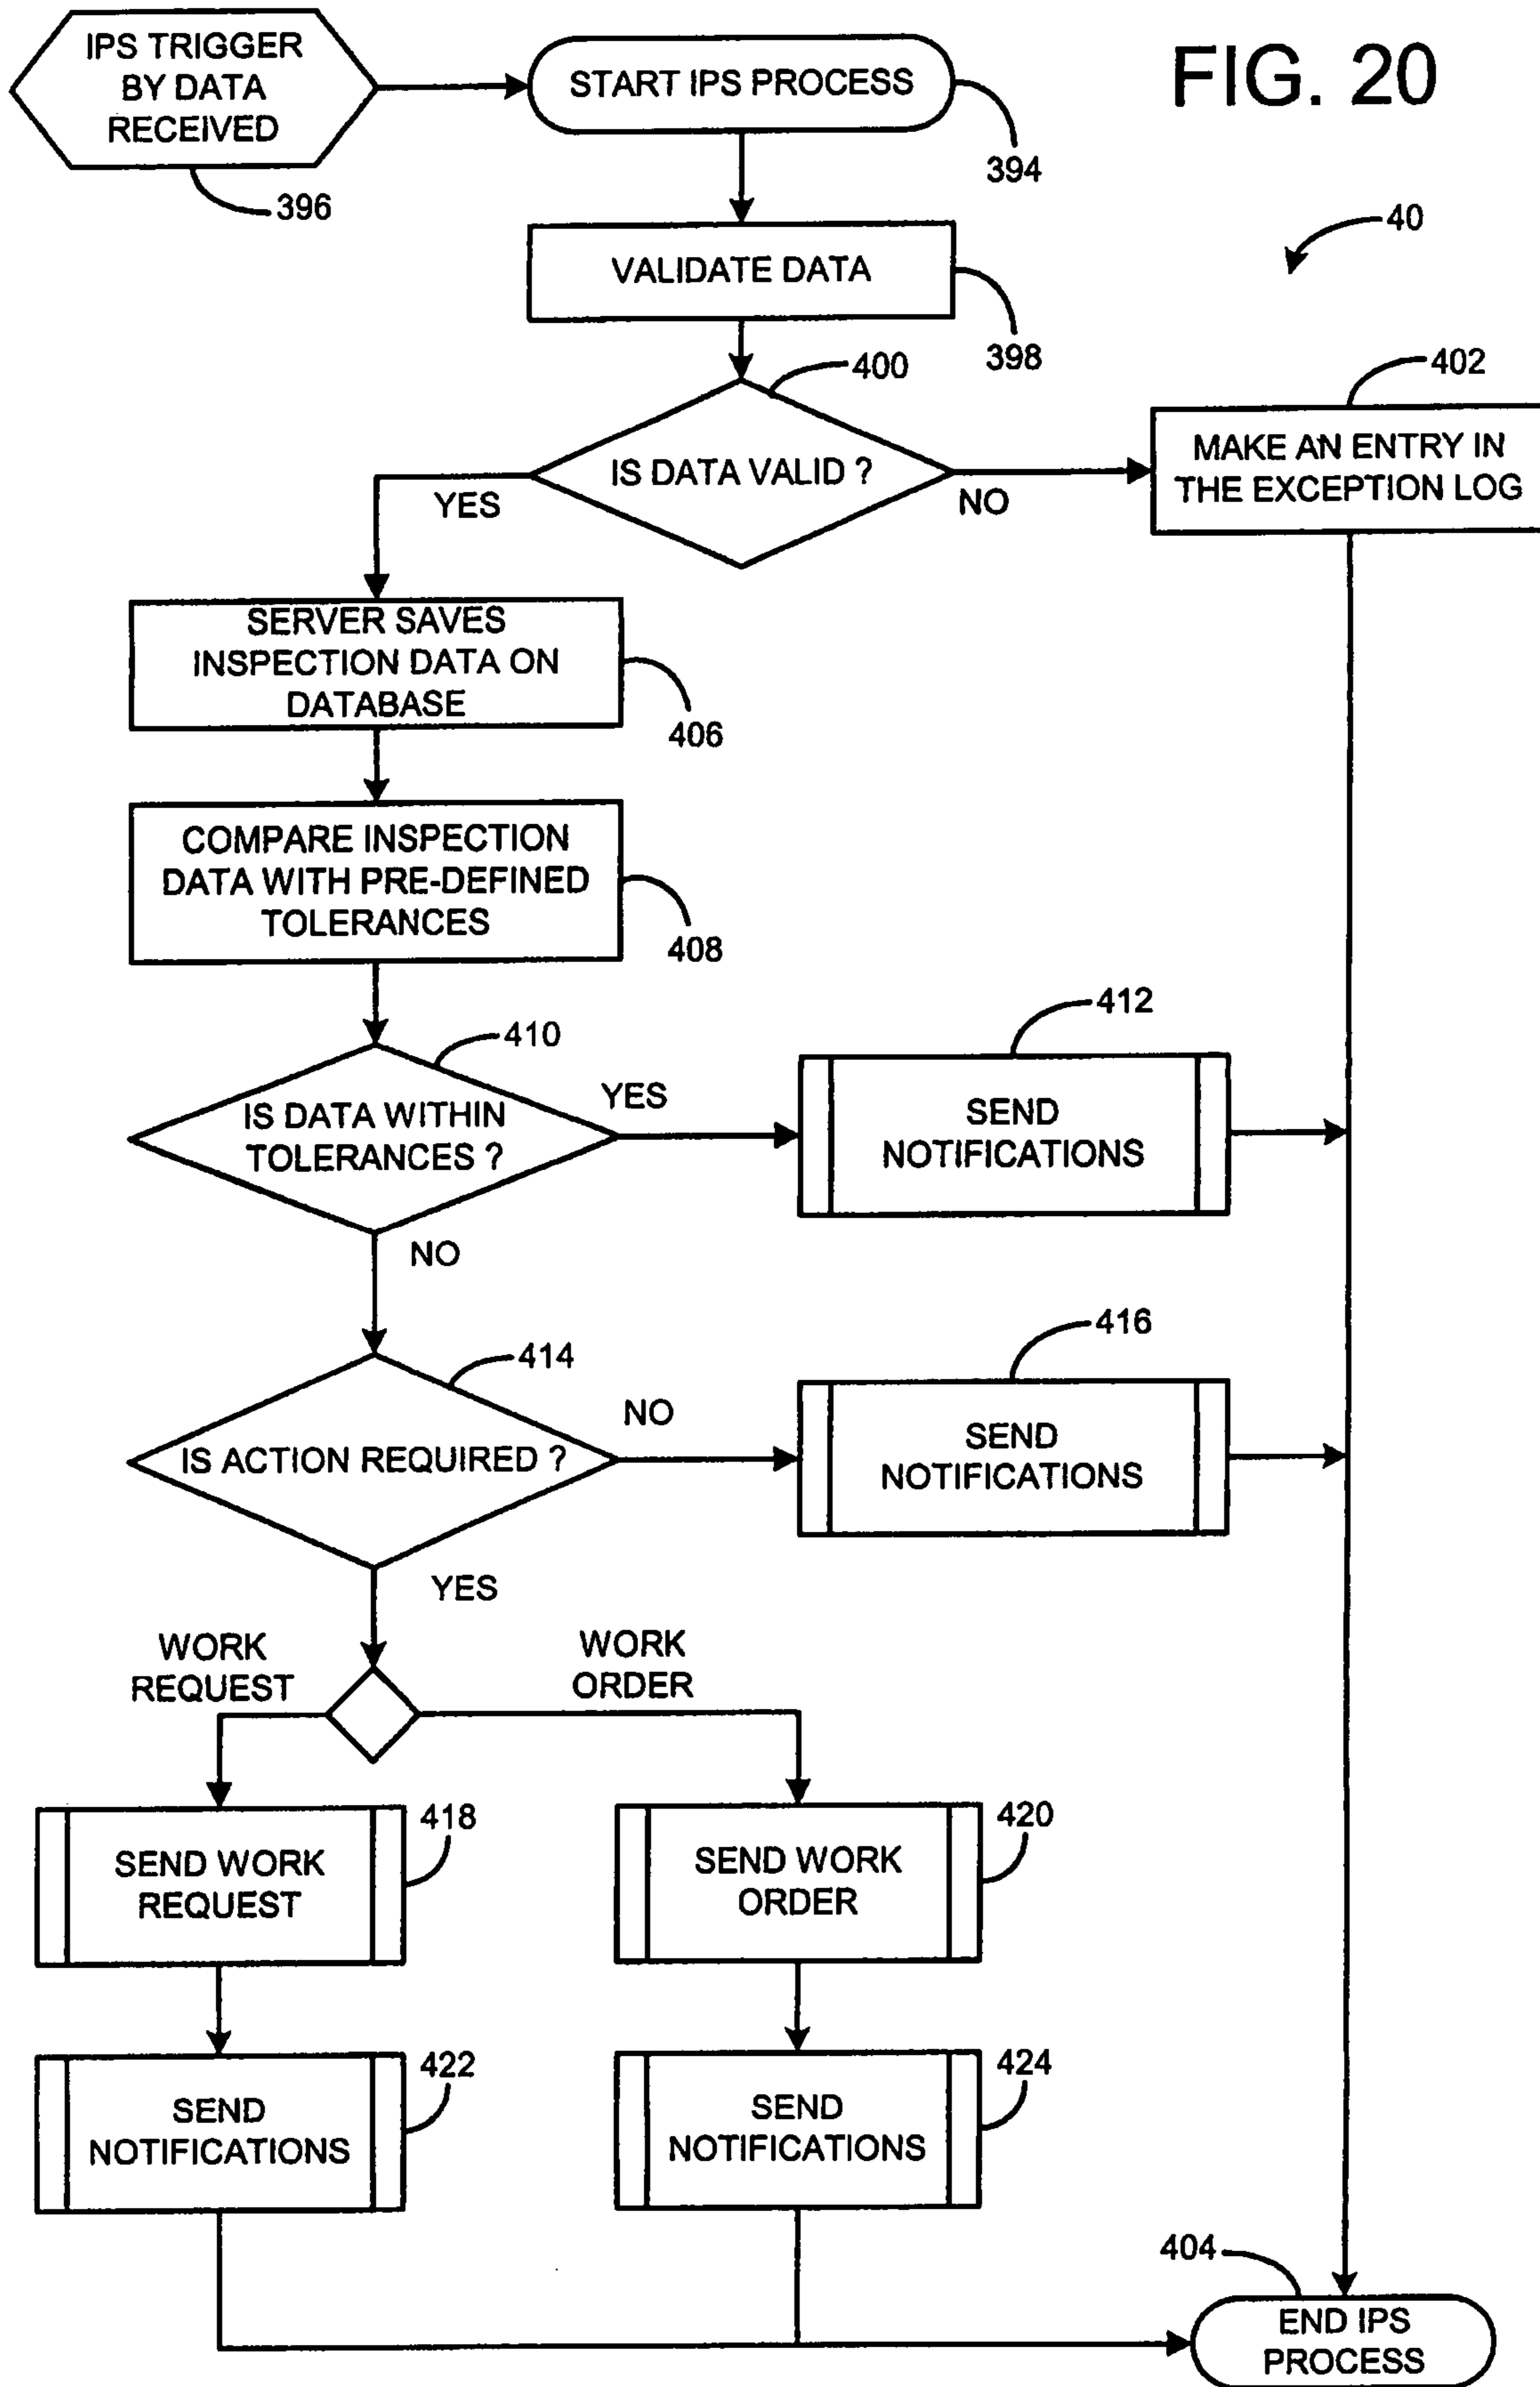 FIG. 20
IPS TRIGGER
BY DATA
RECEIVED
396
START IPS PROCESS
394
40
VALIDATE DATA
398
400
IS DATA VALID ?
YES
NO
402
MAKE AN ENTRY IN
THE EXCEPTION LOG
SERVER SAVES
INSPECTION DATA ON
DATABASE
406
COMPARE INSPECTION
DATA WITH PRE-DEFINED
TOLERANCES
408
410
IS DATA WITHIN
TOLERANCES ?
YES
NO
412
SEND
NOTIFICATIONS
414
IS ACTION REQUIRED ?
NO
YES
416
SEND
NOTIFICATIONS
WORK
REQUEST
WORK
ORDER
418
SEND WORK
REQUEST
420
SEND WORK
ORDER
422
SEND
NOTIFICATIONS
424
SEND
NOTIFICATIONS
404
END IPS
PROCESS